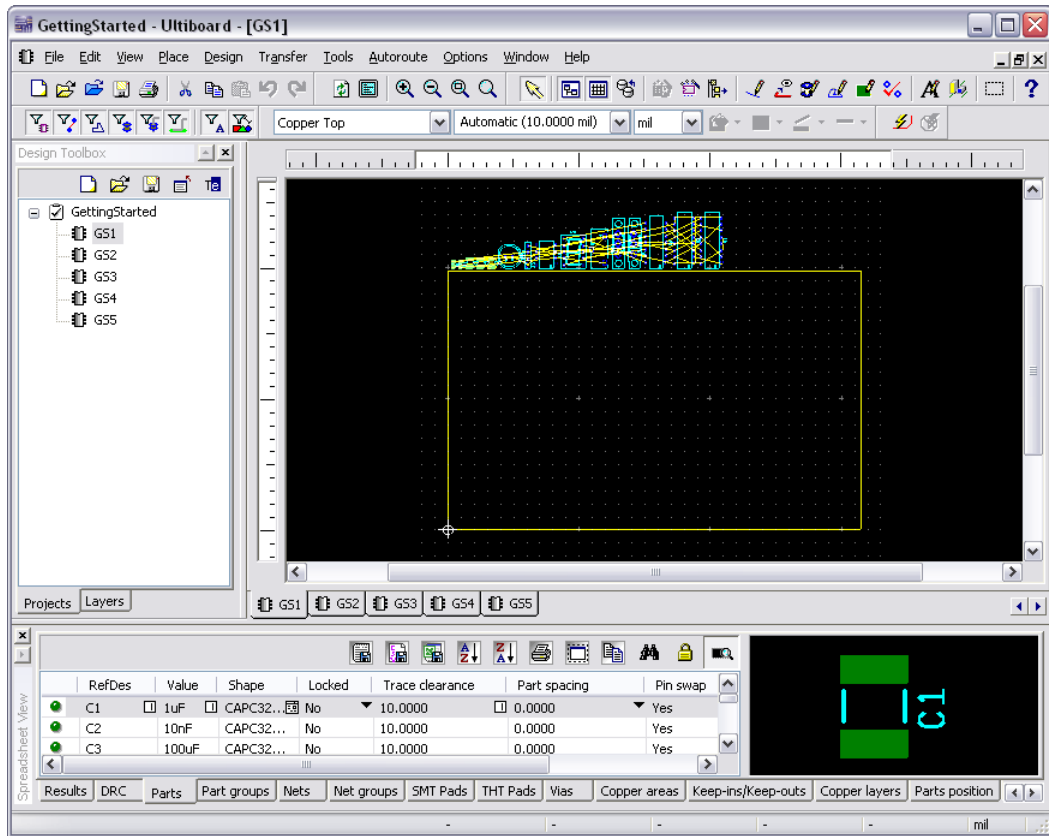 GettingStarted - Ultiboard - [GS1]
File Edit View Place Design Transfer Tools Autoroute Options Window Help
Copper Top Automatic (10.0000 mil) mil
Design Toolbox
GettingStarted
GS1
GS2
GS3
GS4
GS5
Projects Layers
GS1 GS2 GS3 GS4 GS5
RefDes Value Shape Locked Trace clearance Part spacing Pin swap
C1 1uF CAPC32... No 10.0000 0.0000 Yes
C2 10nF CAPC32... No 10.0000 0.0000 Yes
C3 100uF CAPC32... No 10.0000 0.0000 Yes
C1
Spreadsheet View
Results DRC Parts Part groups Nets Net groups SMT Pads THT Pads Vias Copper areas Keep-ins/Keep-outs Copper layers Parts position
- - - - - mil